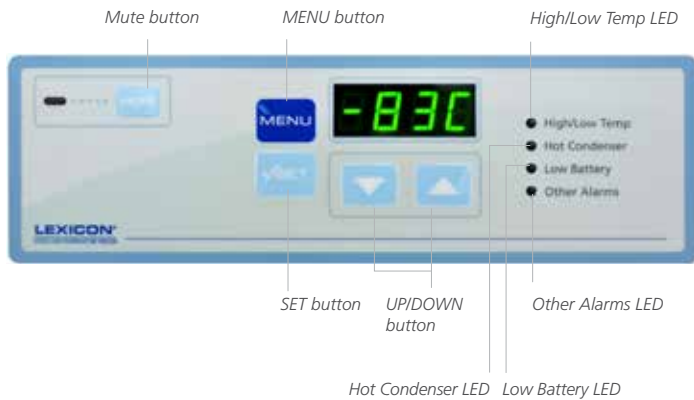 Mute button
MENU button
High/Low Temp LED
MENU
-83C
High/Low Temp
Hot Condenser
Low Battery
Other Alarms
LEXICON
SET button
UP/DOWN button
Other Alarms LED
Hot Condenser LED
Low Battery LED